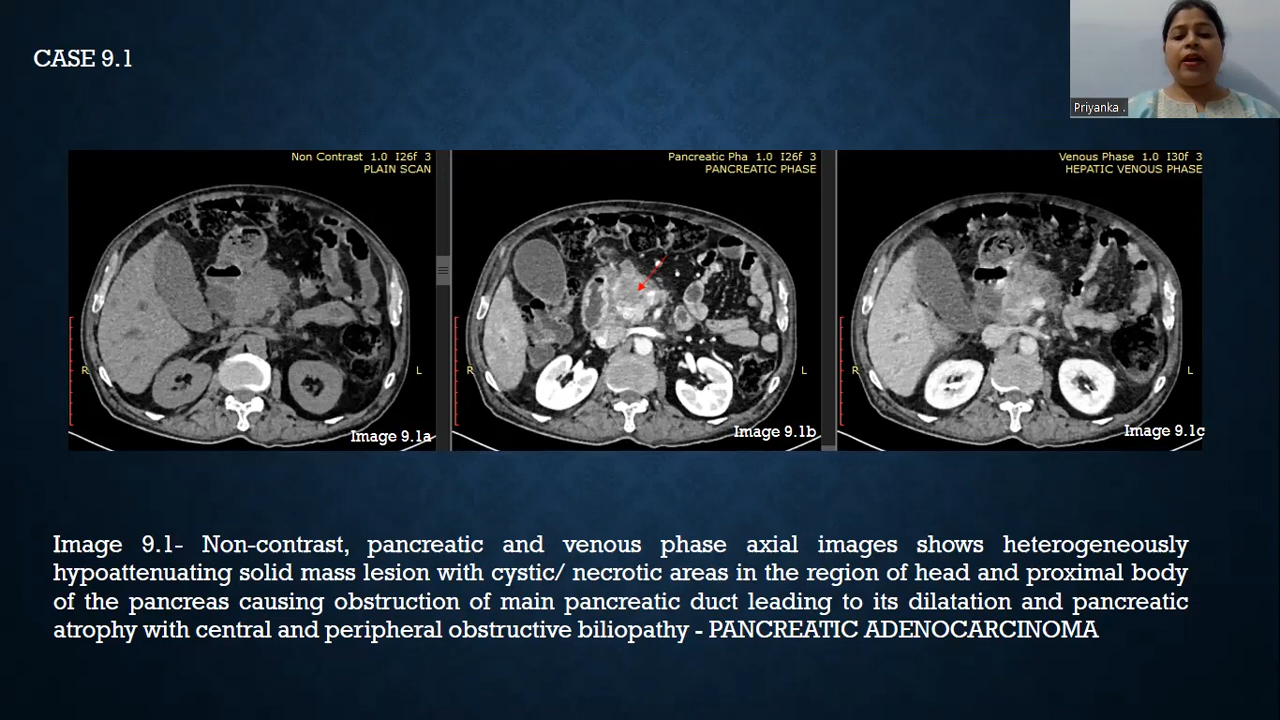 CASE 9.1
Priyanka .
Non Contrast 1.0 I26f 3
PLAIN SCAN
R
L
Image 9.1a
Pancreatic Pha 1.0 I26f 3
PANCREATIC PHASE
R
L
Image 9.1b
Venous Phase 1.0 I30f 3
HEPATIC VENOUS PHASE
R
L
Image 9.1c
Image 9.1- Non-contrast, pancreatic and venous phase axial images shows heterogeneously
hypoattenuating solid mass lesion with cystic/ necrotic areas in the region of head and proximal body
of the pancreas causing obstruction of main pancreatic duct leading to its dilatation and pancreatic
atrophy with central and peripheral obstructive biliopathy - PANCREATIC ADENOCARCINOMA